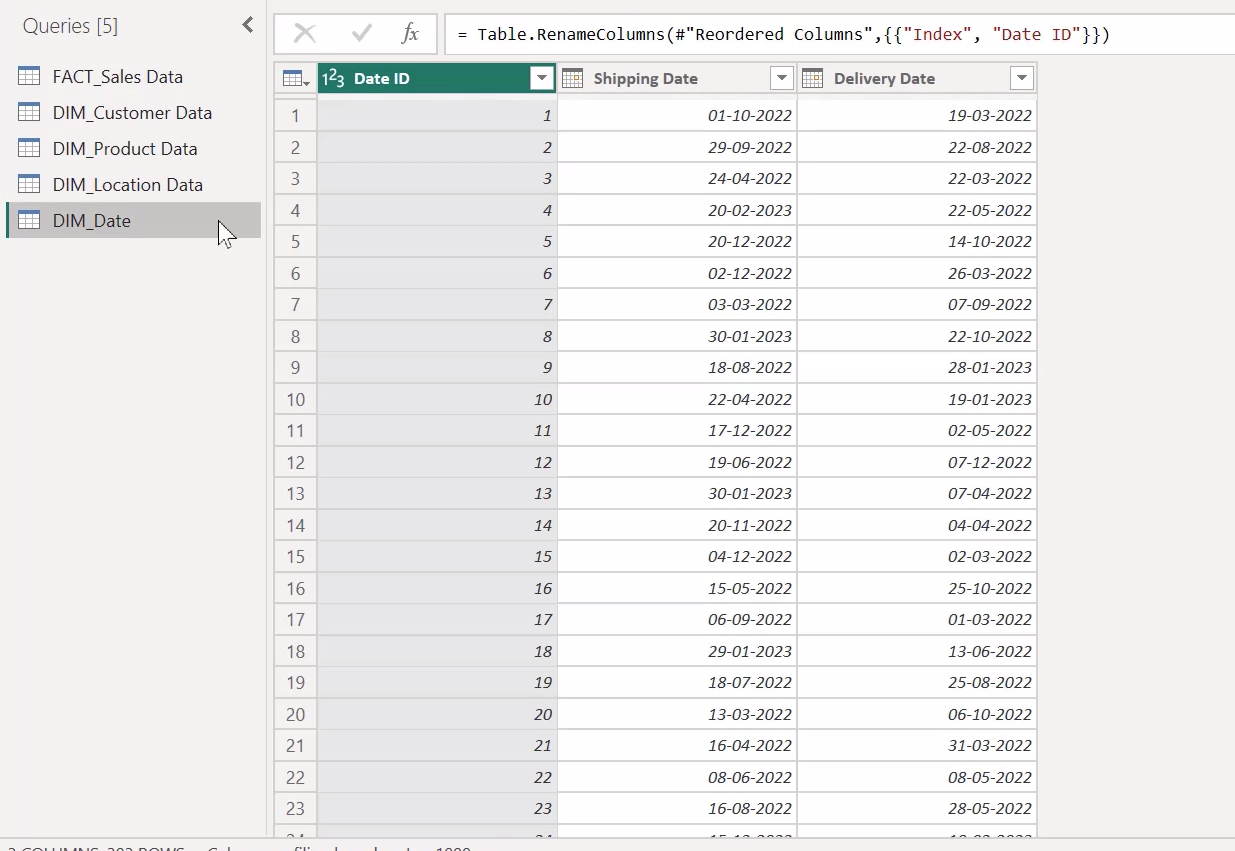 Queries [5]
FACT_Sales Data
DIM_Customer Data
DIM_Product Data
DIM_Location Data
DIM_Date
fx = Table.RenameColumns(#"Reordered Columns",{{"Index", "Date ID"}})
123 Date ID Shipping Date Delivery Date
1 1 01-10-2022 19-03-2022
2 2 29-09-2022 22-08-2022
3 3 24-04-2022 22-03-2022
4 4 20-02-2023 22-05-2022
5 5 20-12-2022 14-10-2022
6 6 02-12-2022 26-03-2022
7 7 03-03-2022 07-09-2022
8 8 30-01-2023 22-10-2022
9 9 18-08-2022 28-01-2023
10 10 22-04-2022 19-01-2023
11 11 17-12-2022 02-05-2022
12 12 19-06-2022 07-12-2022
13 13 30-01-2023 07-04-2022
14 14 20-11-2022 04-04-2022
15 15 04-12-2022 02-03-2022
16 16 15-05-2022 25-10-2022
17 17 06-09-2022 01-03-2022
18 18 29-01-2023 13-06-2022
19 19 18-07-2022 25-08-2022
20 20 13-03-2022 06-10-2022
21 21 16-04-2022 31-03-2022
22 22 08-06-2022 08-05-2022
23 23 16-08-2022 28-05-2022